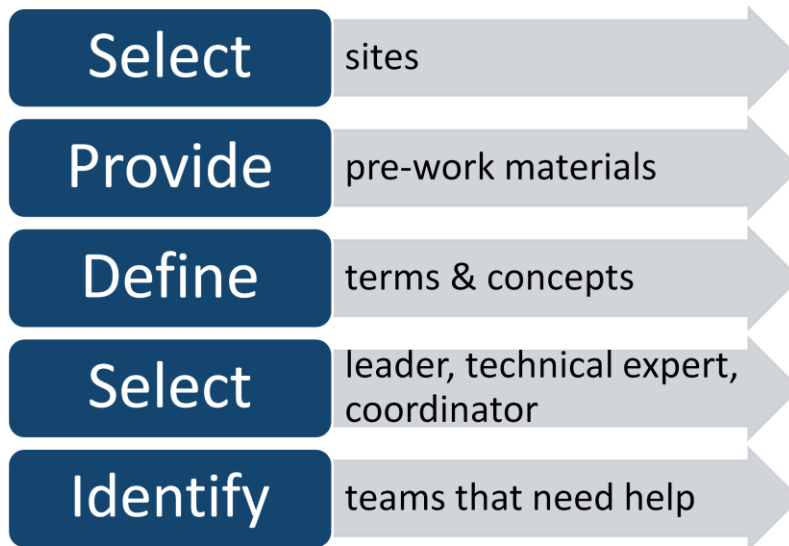 Select
sites
Provide
pre-work materials
Define
terms & concepts
Select
leader, technical expert,
coordinator
Identify
teams that need help